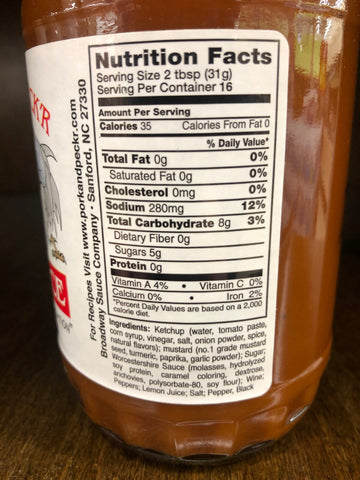 CK'R
E
For Recipes Visit www.porkandpeckr.com
Broadway Sauce Company • Sanford, NC 27330
Nutrition Facts
Serving Size 2 tbsp (31g)
Serving Per Container 16
Amount Per Serving
Calories 35 Calories From Fat 0
% Daily Value*
Total Fat 0g 0%
Saturated Fat 0g 0%
Cholesterol 0mg 0%
Sodium 280mg 12%
Total Carbohydrate 8g 3%
Dietary Fiber 0g
Sugars 5g
Protein 0g
Vitamin A 4% • Vitamin C 0%
Calcium 0% • Iron 2%
*Percent Daily Values are based on a 2,000
calorie diet.
Ingredients: Ketchup (water, tomato paste,
corn syrup, vinegar, salt, onion powder, spice,
natural flavors); mustard (no.1 grade mustard
seed, turmeric, paprika, garlic powder); Sugar;
Worcestershire Sauce (molasses, hydrolyzed
soy protein, caramel coloring, dextrose,
anchovies, polysorbate-80, soy flour); Wine;
Peppers; Lemon Juice; Salt; Pepper, Black